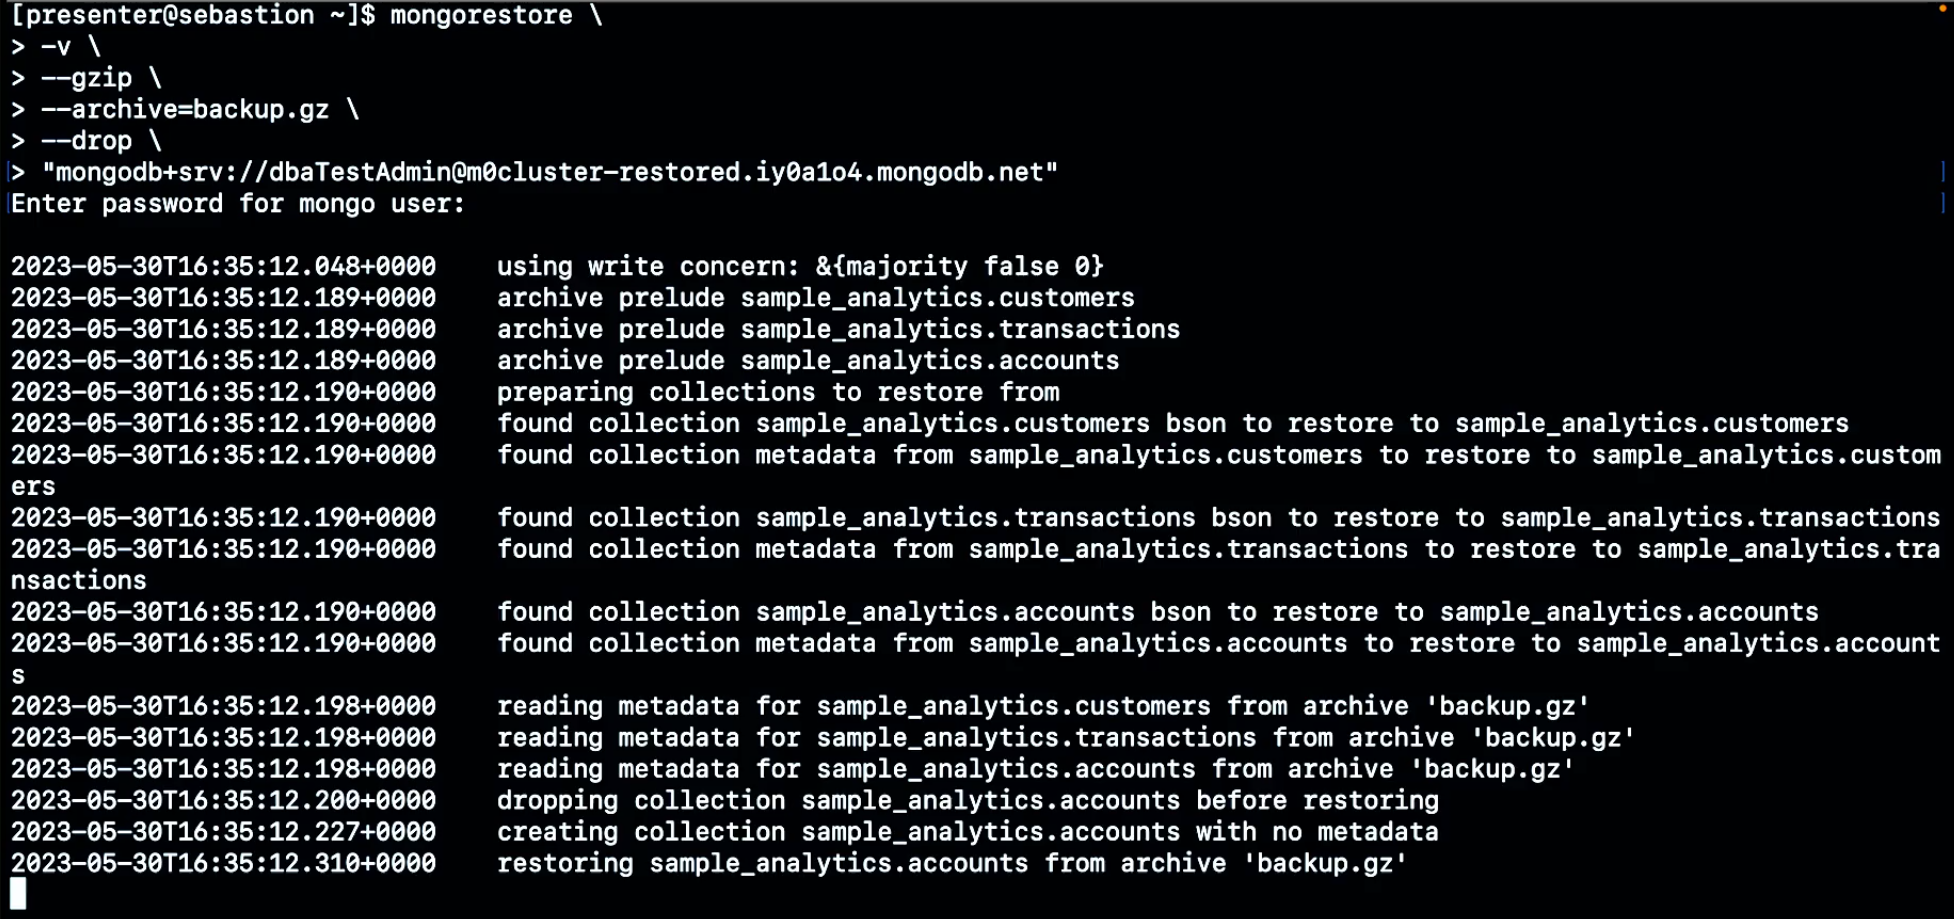 [presenter@sebastion ~]$ mongorestore \
> -v \
> --gzip \
> --archive=backup.gz \
> --drop \
> "mongodb+srv://dbaTestAdmin@m0cluster-restored.iy0a1o4.mongodb.net"
Enter password for mongo user:
2023-05-30T16:35:12.048+0000    using write concern: &{majority false 0}
2023-05-30T16:35:12.189+0000    archive prelude sample_analytics.customers
2023-05-30T16:35:12.189+0000    archive prelude sample_analytics.transactions
2023-05-30T16:35:12.189+0000    archive prelude sample_analytics.accounts
2023-05-30T16:35:12.190+0000    preparing collections to restore from
2023-05-30T16:35:12.190+0000    found collection sample_analytics.customers bson to restore to sample_analytics.customers
2023-05-30T16:35:12.190+0000    found collection metadata from sample_analytics.customers to restore to sample_analytics.custom
ers
2023-05-30T16:35:12.190+0000    found collection sample_analytics.transactions bson to restore to sample_analytics.transactions
2023-05-30T16:35:12.190+0000    found collection metadata from sample_analytics.transactions to restore to sample_analytics.tra
nsactions
2023-05-30T16:35:12.190+0000    found collection sample_analytics.accounts bson to restore to sample_analytics.accounts
2023-05-30T16:35:12.190+0000    found collection metadata from sample_analytics.accounts to restore to sample_analytics.account
s
2023-05-30T16:35:12.198+0000    reading metadata for sample_analytics.customers from archive 'backup.gz'
2023-05-30T16:35:12.198+0000    reading metadata for sample_analytics.transactions from archive 'backup.gz'
2023-05-30T16:35:12.198+0000    reading metadata for sample_analytics.accounts from archive 'backup.gz'
2023-05-30T16:35:12.200+0000    dropping collection sample_analytics.accounts before restoring
2023-05-30T16:35:12.227+0000    creating collection sample_analytics.accounts with no metadata
2023-05-30T16:35:12.310+0000    restoring sample_analytics.accounts from archive 'backup.gz'